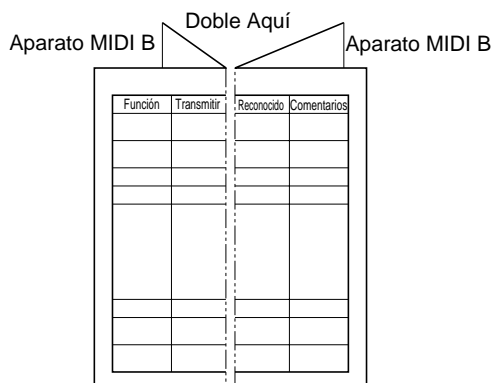 Doble Aquí
Aparato MIDI B
Aparato MIDI B
Función Transmitir Reconocido Comentarios